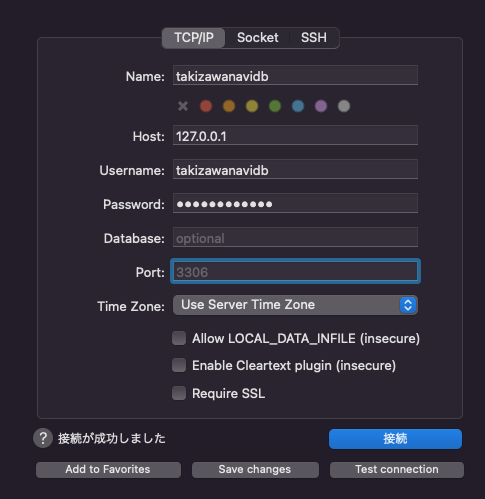 TCP/IP Socket SSH
Name: takizawanavidb
Host: 127.0.0.1
Username: takizawanavidb
Password: ●●●●●●●●●●●●
Database: optional
Port: 3306
Time Zone: Use Server Time Zone
Allow LOCAL_DATA_INFILE (insecure)
Enable Cleartext plugin (insecure)
Require SSL
? 接続が成功しました 接続
Add to Favorites Save changes Test connection